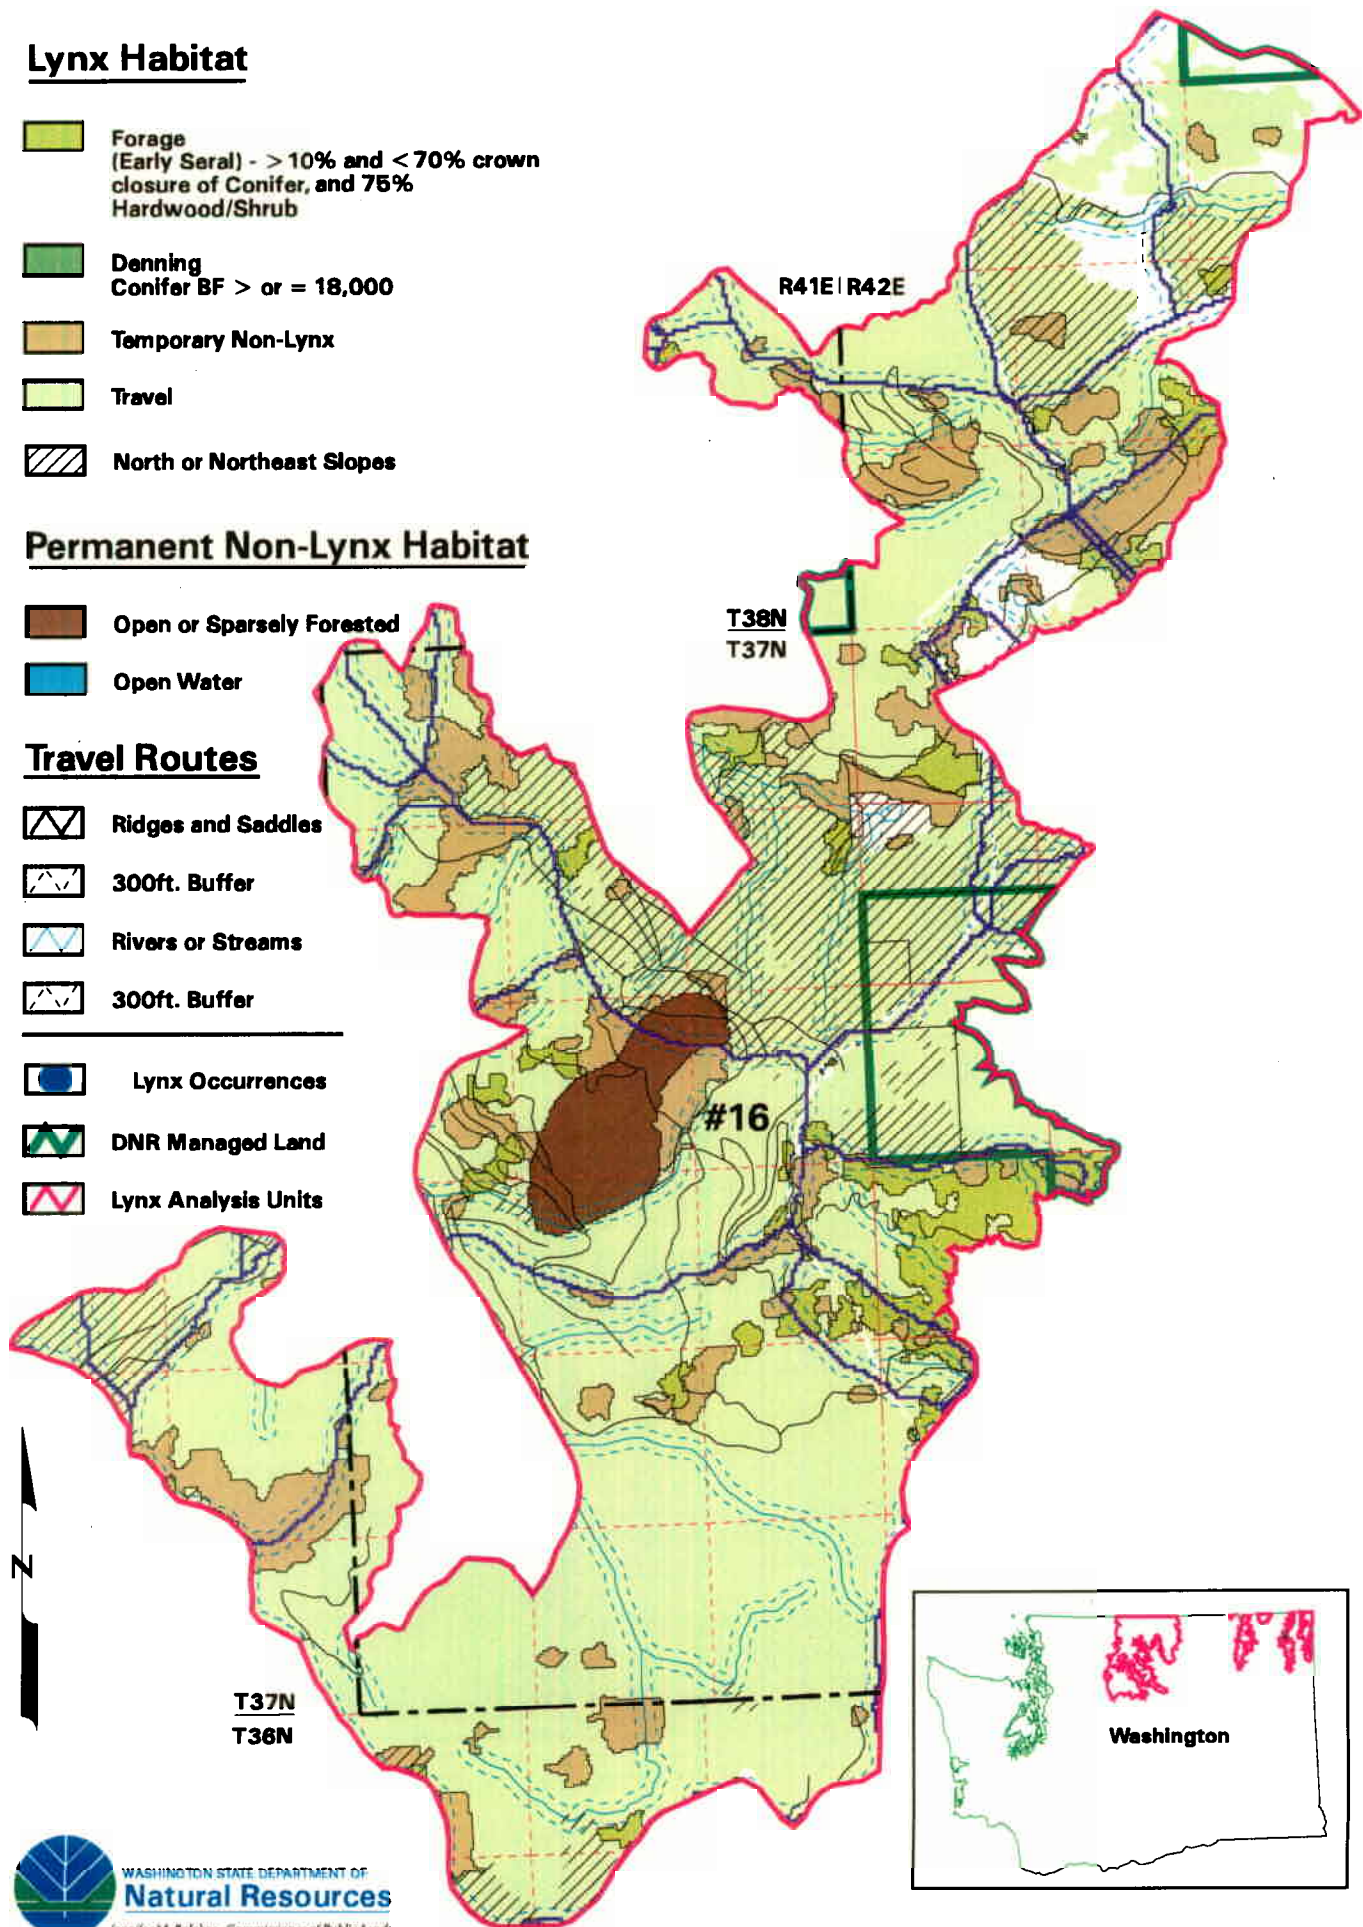 Lynx Habitat
Forage
(Early Seral) - > 10% and < 70% crown
closure of Conifer, and 75%
Hardwood/Shrub
Denning
Conifer BF > or = 18,000
Temporary Non-Lynx
Travel
North or Northeast Slopes
Permanent Non-Lynx Habitat
Open or Sparsely Forested
Open Water
Travel Routes
Ridges and Saddles
300ft. Buffer
Rivers or Streams
300ft. Buffer
Lynx Occurrences
DNR Managed Land
Lynx Analysis Units
R41E | R42E
T38N
T37N
#16
N
T37N
T36N
Washington
WASHINGTON STATE DEPARTMENT OF
Natural Resources